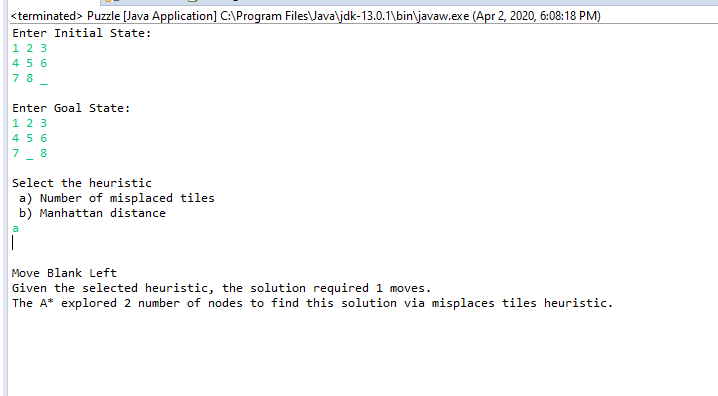 <terminated> Puzzle [Java Application] C:\Program Files\Java\jdk-13.0.1\bin\javaw.exe (Apr 2, 2020, 6:08:18 PM)
Enter Initial State:
1 2 3
4 5 6
7 8 _
Enter Goal State:
1 2 3
4 5 6
7 _ 8
Select the heuristic
a) Number of misplaced tiles
b) Manhattan distance
a
Move Blank Left
Given the selected heuristic, the solution required 1 moves.
The A* explored 2 number of nodes to find this solution via misplaces tiles heuristic.